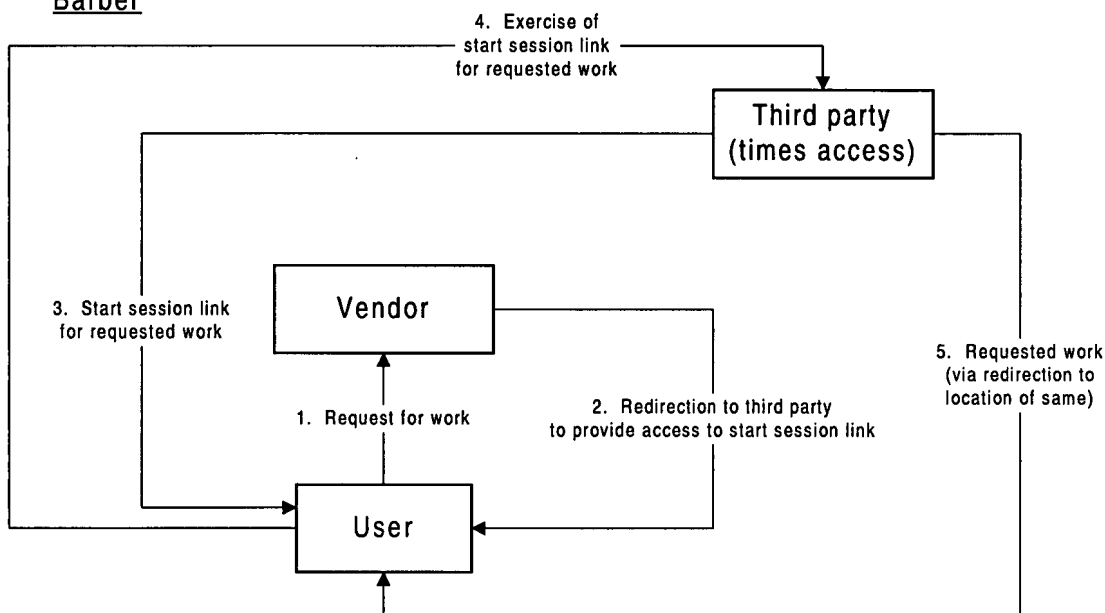 Barber
4. Exercise of
start session link
for requested work
Third party
(times access)
Vendor
3. Start session link
for requested work
5. Requested work
(via redirection to
location of same)
1. Request for work
2. Redirection to third party
to provide access to start session link
User